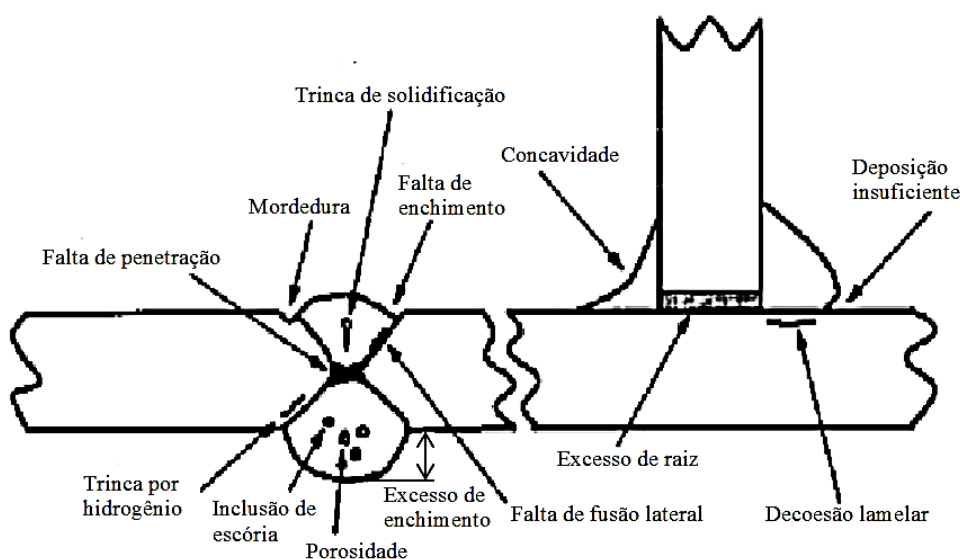 Trinca de solidificação
Concavidade
Falta de
enchimento
Deposição
insuficiente
Mordedura
Falta de penetração
Excesso de raiz
Trinca por
hidrogênio
Inclusão de
escória
Porosidade
Excesso de
enchimento
Falta de fusão lateral
Decoesão lamelar